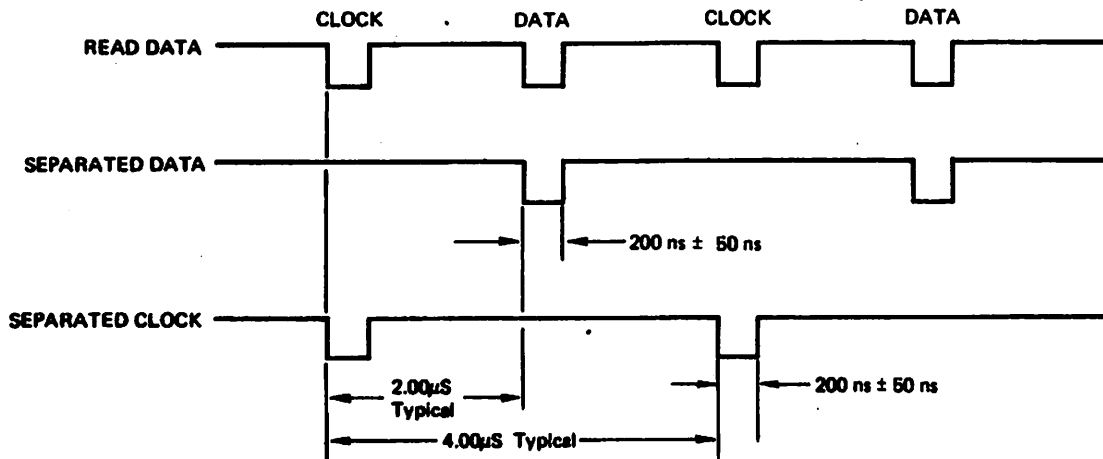 CLOCK DATA CLOCK DATA
READ DATA
SEPARATED DATA
200 ns ± 50 ns
SEPARATED CLOCK
2.00µS
Typical
200 ns ± 50 ns
4.00µS Typical